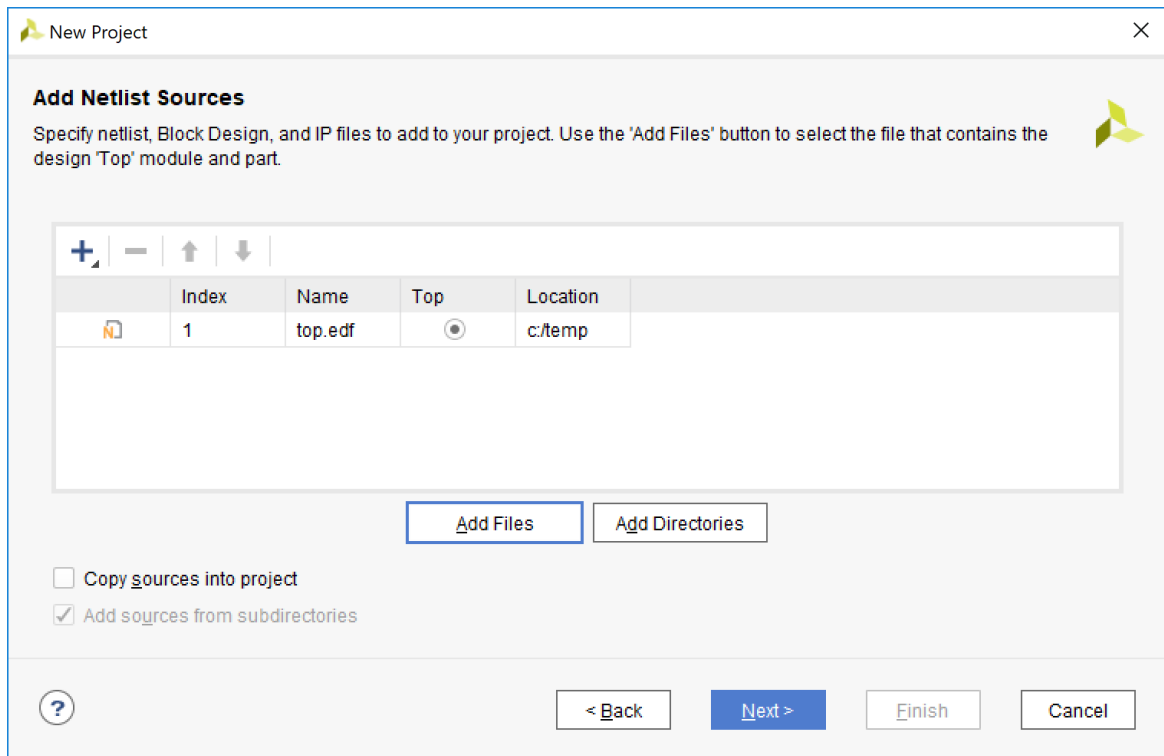 New Project
Add Netlist Sources
Specify netlist, Block Design, and IP files to add to your project. Use the 'Add Files' button to select the file that contains the
design 'Top' module and part.
Index Name Top Location
N 1 top.edf c:/temp
Add Files Add Directories
Copy sources into project
Add sources from subdirectories
? < Back Next > Finish Cancel